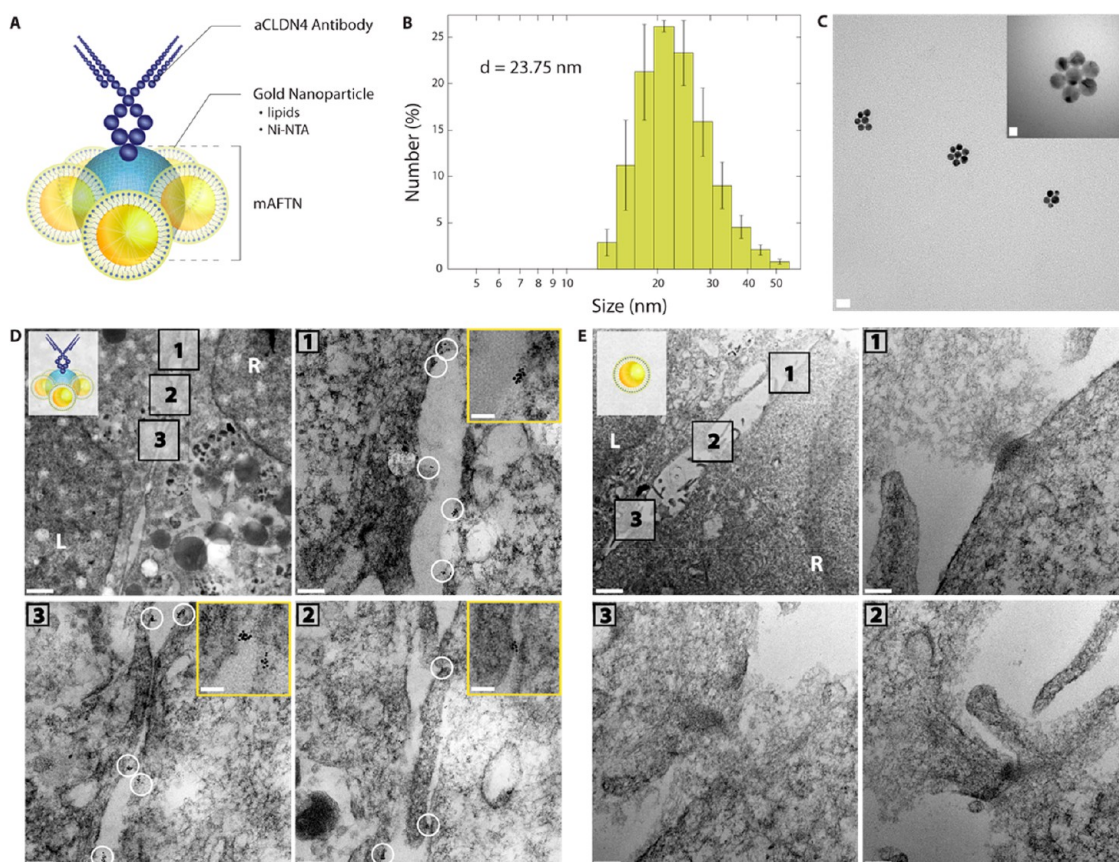 A
aCLDN4 Antibody
Gold Nanoparticle
• lipids
• Ni-NTA
mAFTN
B
d = 23.75 nm
Number (%)
25
20
15
10
5
0
5 6 7 8 9 10 20 30 40 50
Size (nm)
C
D
1
2
3
R
L
1
3
2
E
1
2
3
L
R
1
3
2